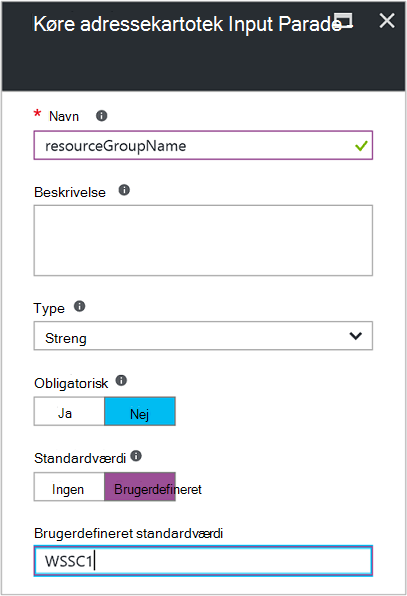 Køre adressekartotek Input Parade
* Navn
resourceGroupName
Beskrivelse
Type
Streng
Obligatorisk
Ja Nej
Standardværdi
Ingen Brugerdefineret
Brugerdefineret standardværdi
WSSC1